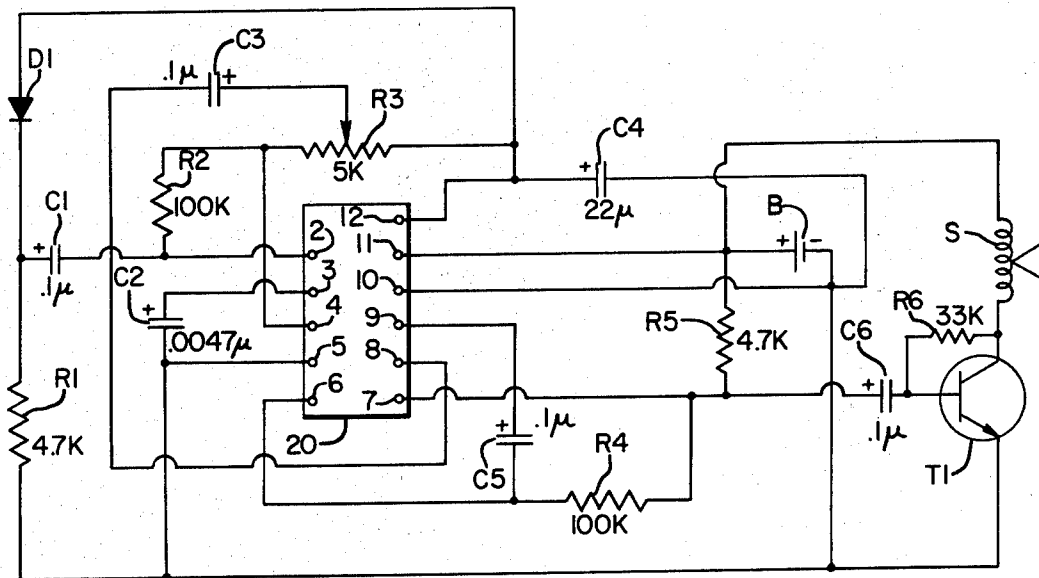 D1
C3
.1μ
+
R3
5K
R2
100K
C4
+
22μ
C1
+
.1μ
C2
+
.0047μ
2
3
4
5
6
12
11
10
9
8
7
20
B
+ -
S
R5
4.7K
R6
33K
C6
+
.1μ
T1
R1
4.7K
+
.1μ
C5
R4
100K